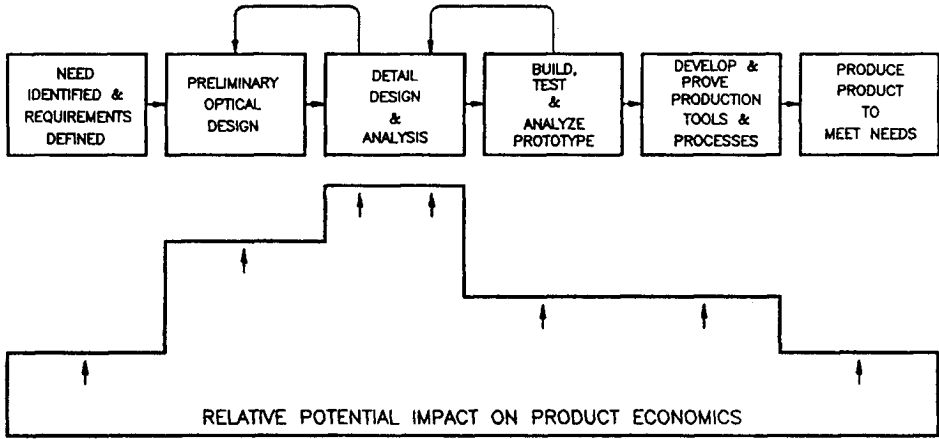 NEED
IDENTIFIED &
REQUIREMENTS
DEFINED
PRELIMINARY
OPTICAL
DESIGN
DETAIL
DESIGN
&
ANALYSIS
BUILD,
TEST
&
ANALYZE
PROTOTYPE
DEVELOP &
PROVE
PRODUCTION
TOOLS &
PROCESSES
PRODUCE
PRODUCT
TO
MEET NEEDS
RELATIVE POTENTIAL IMPACT ON PRODUCT ECONOMICS